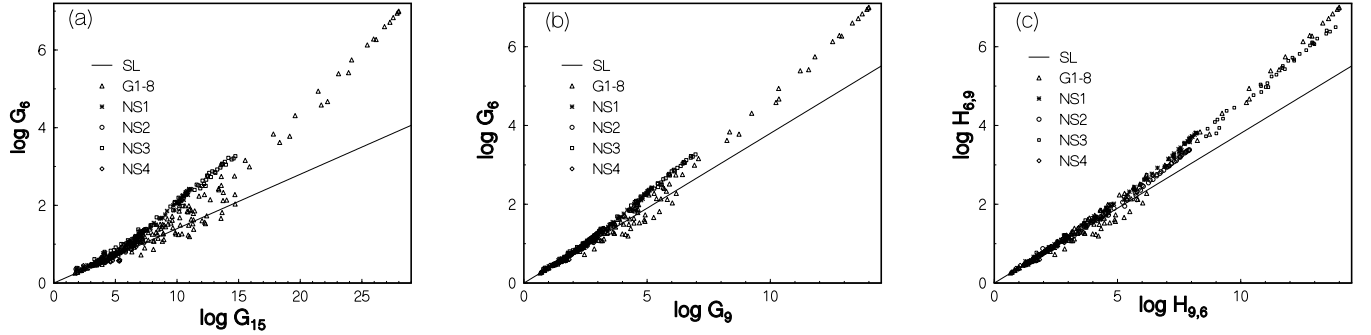 (a)
SL
G1-8
NS1
NS2
NS3
NS4
log G6
6
4
2
0
0 5 10 15 20 25
log G15
(b)
SL
G1-8
NS1
NS2
NS3
NS4
log G6
6
4
2
0
0 5 10
log G9
(c)
SL
G1-8
NS1
NS2
NS3
NS4
log H6,9
6
4
2
0
0 5 10
log H9,6